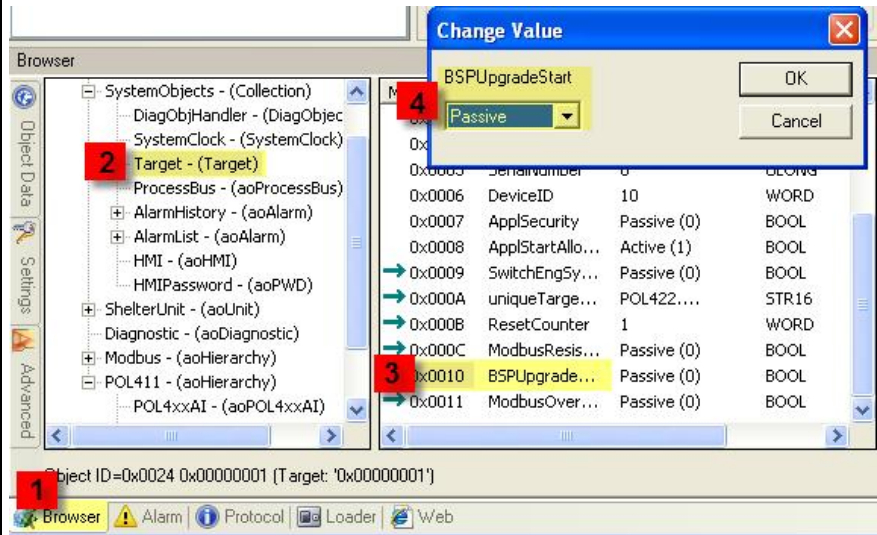 Change Value
BSPUpgradeStart
4
Passive
OK
Cancel
Browser
Object Data
Settings
Advanced
SystemObjects - (Collection)
DiagObjHandler - (DiagObjec
SystemClock - (SystemClock)
2
Target - (Target)
ProcessBus - (aoProcessBus)
AlarmHistory - (aoAlarm)
AlarmList - (aoAlarm)
HMI - (aoHMI)
HMIPassword - (aoPWD)
ShelterUnit - (aoUnit)
Diagnostic - (aoDiagnostic)
Modbus - (aoHierarchy)
POL411 - (aoHierarchy)
POL4xxAI - (aoPOL4xxAI)
0x0005 SerialNumber 0 ULONG
0x0006 DeviceID 10 WORD
0x0007 ApplSecurity Passive (0) BOOL
0x0008 ApplStartAllo... Active (1) BOOL
0x0009 SwitchEngSy... Passive (0) BOOL
0x000A uniqueTarge... POL422.... STR16
0x000B ResetCounter 1 WORD
0x000C ModbusResis... Passive (0) BOOL
3
0x0010 BSPUpgrade... Passive (0) BOOL
0x0011 ModbusOver... Passive (0) BOOL
Object ID=0x0024 0x00000001 (Target: '0x00000001')
1
Browser Alarm Protocol Loader Web